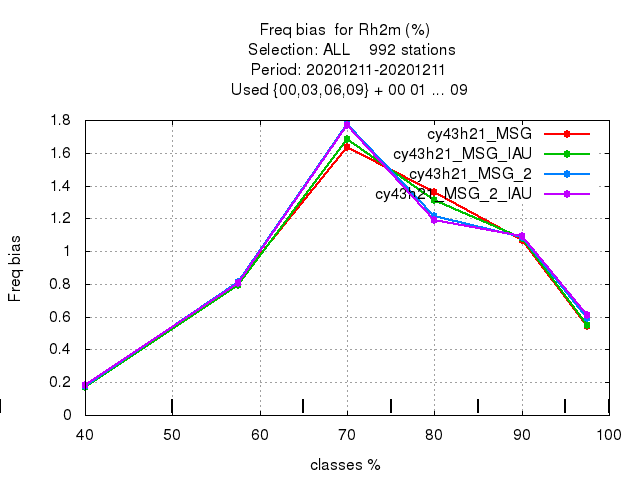 Freq bias  for Rh2m (%)
Selection: ALL    992 stations
Period: 20201211-20201211
Used {00,03,06,09} + 00 01 ... 09
1.8
1.6
1.4
1.2
1
0.8
0.6
0.4
0.2
0
Freq bias
cy43h21_MSG
cy43h21_MSG_IAU
cy43h21_MSG_2
cy43h21_MSG_2_IAU
40 50 60 70 80 90 100
classes %